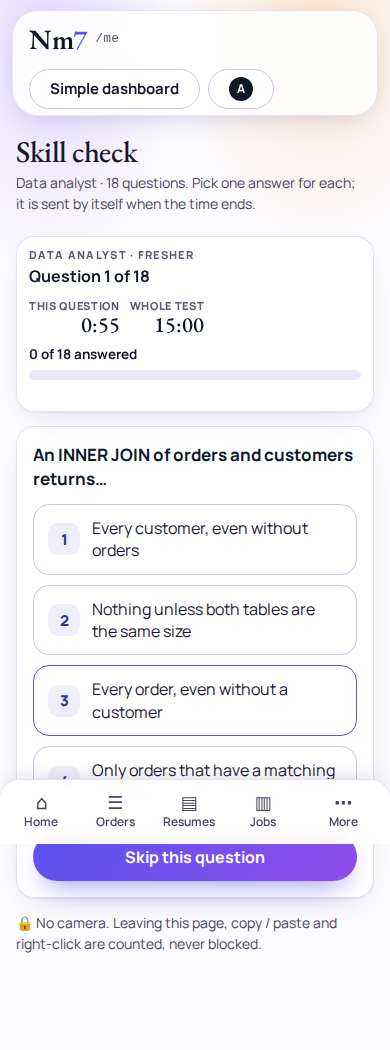 Nm7 /me
Simple dashboard
A
Skill check
Data analyst · 18 questions. Pick one answer for each;
it is sent by itself when the time ends.
DATA ANALYST · FRESHER
Question 1 of 18
THIS QUESTION WHOLE TEST
0:55 15:00
0 of 18 answered
An INNER JOIN of orders and customers
returns…
1 Every customer, even without
orders
2 Nothing unless both tables are
the same size
3 Every order, even without a
customer
Only orders that have a matching
Home Orders Resumes Jobs More
Skip this question
🔒 No camera. Leaving this page, copy / paste and
right-click are counted, never blocked.